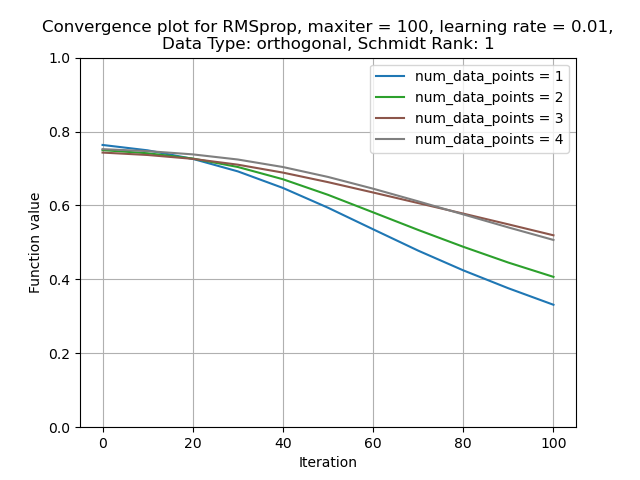 Convergence plot for RMSprop, maxiter = 100, learning rate = 0.01,
Data Type: orthogonal, Schmidt Rank: 1
num_data_points = 1
num_data_points = 2
num_data_points = 3
num_data_points = 4
Function value
1.0
0.8
0.6
0.4
0.2
0.0
0 20 40 60 80 100
Iteration